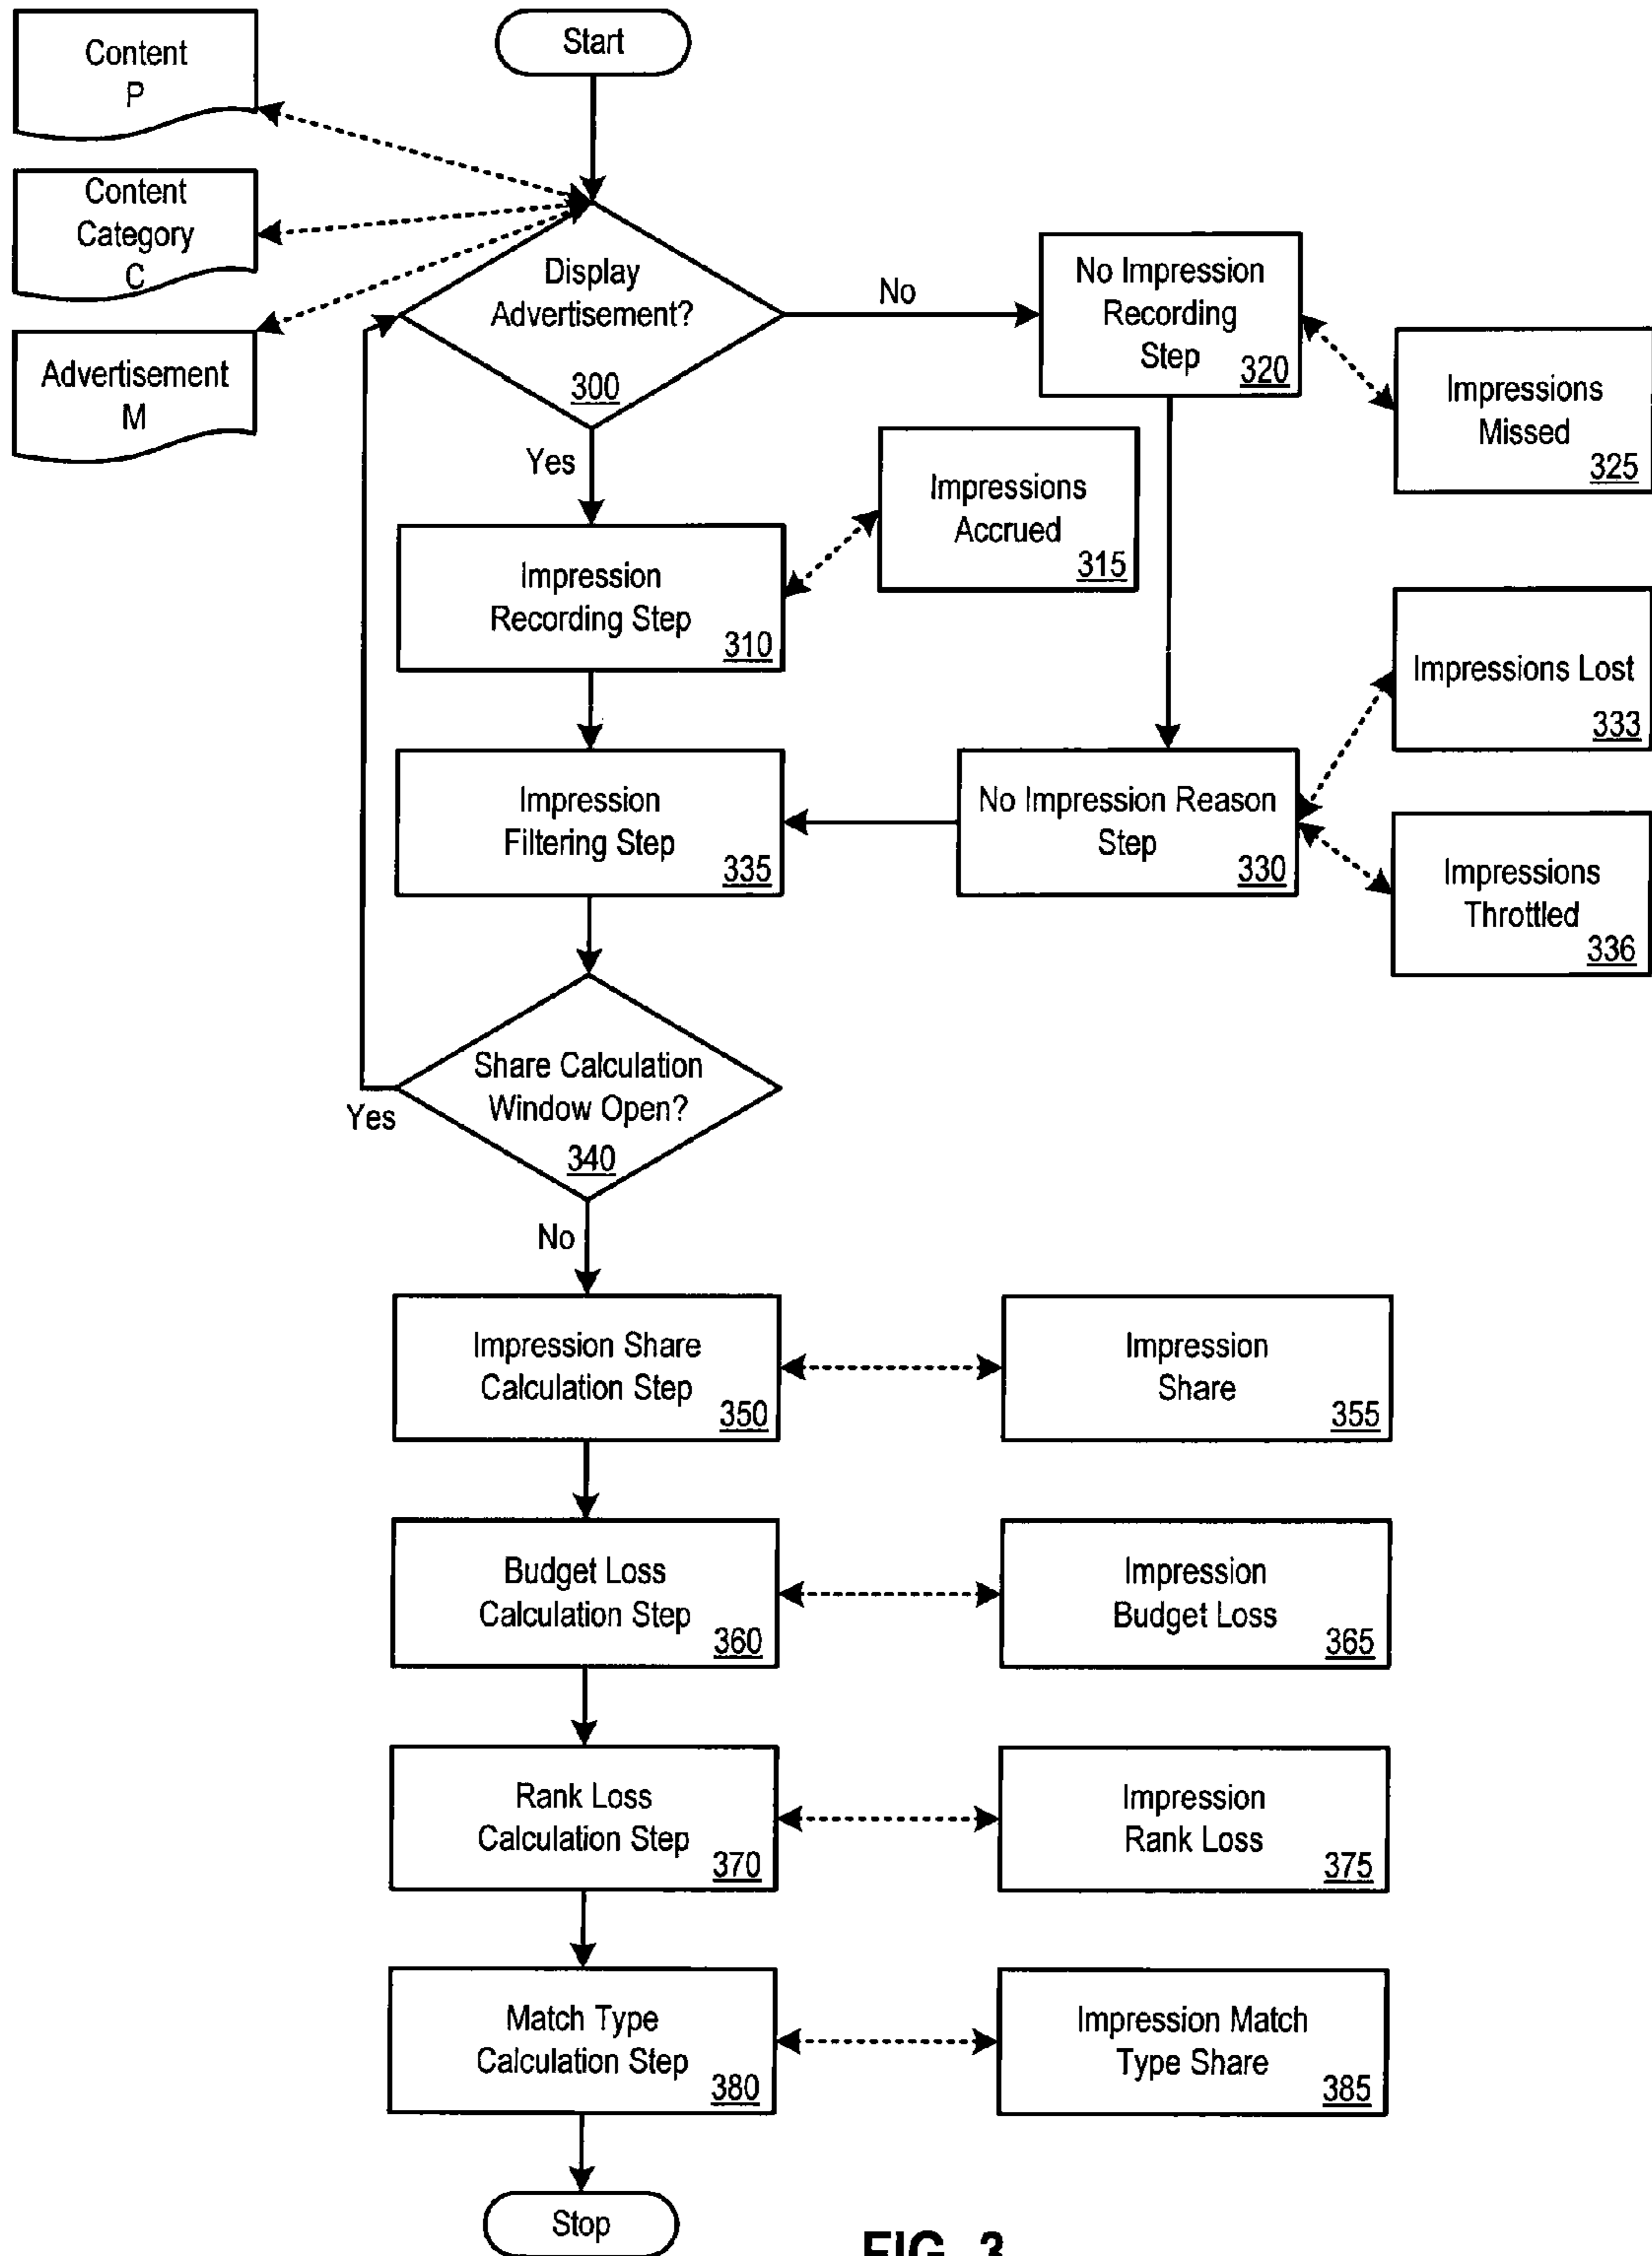 Content
P
Start
Content
Category
C
Advertisement
M
Display
Advertisement?
300
No
No Impression
Recording
Step
320
Impressions
Missed
325
Yes
Impressions
Accrued
315
Impression
Recording Step
310
Impressions Lost
333
Impression
Filtering Step
335
No Impression Reason
Step
330
Impressions
Throttled
336
Share Calculation
Window Open?
340
Yes
No
Impression Share
Calculation Step
350
Impression
Share
355
Budget Loss
Calculation Step
360
Impression
Budget Loss
365
Rank Loss
Calculation Step
370
Impression
Rank Loss
375
Match Type
Calculation Step
380
Impression Match
Type Share
385
Stop
FIG. 3